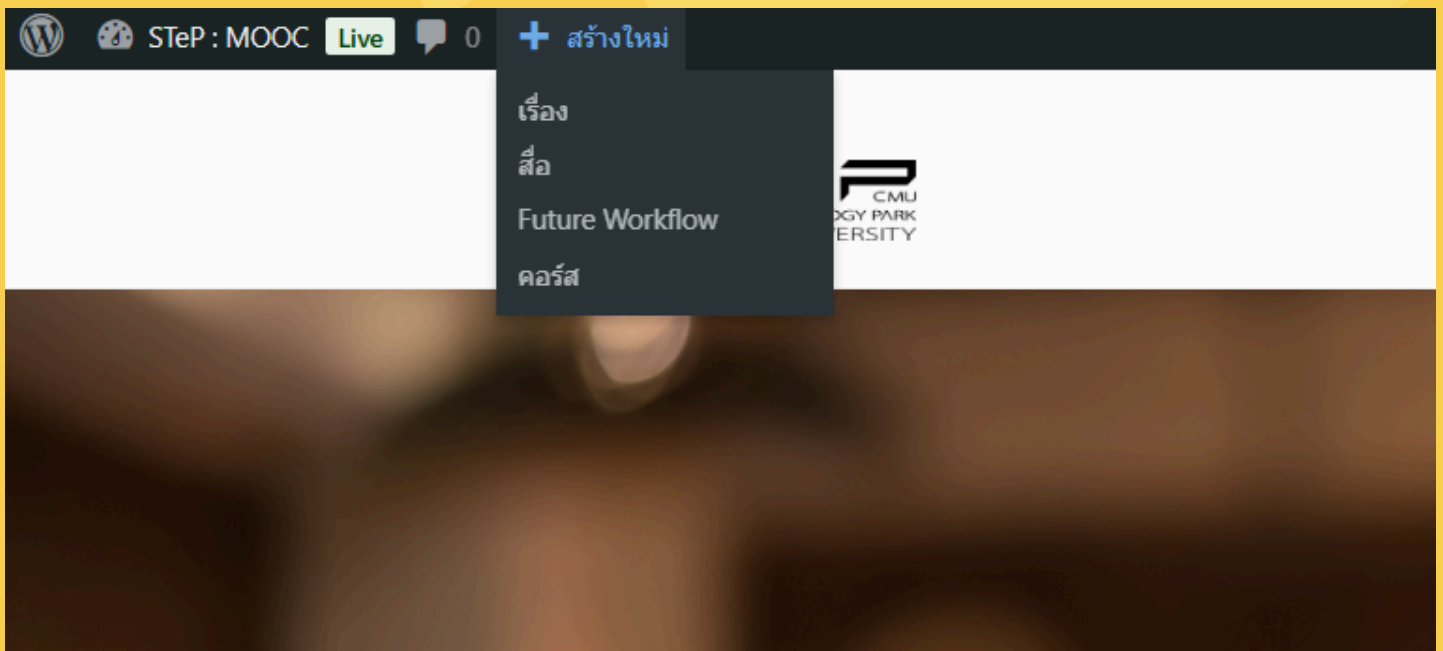 STeP : MOOC Live 0 + สร้างใหม่
เรื่อง
สื่อ
Future Workflow
คอร์ส
CMU
OGY PARK
ERSITY